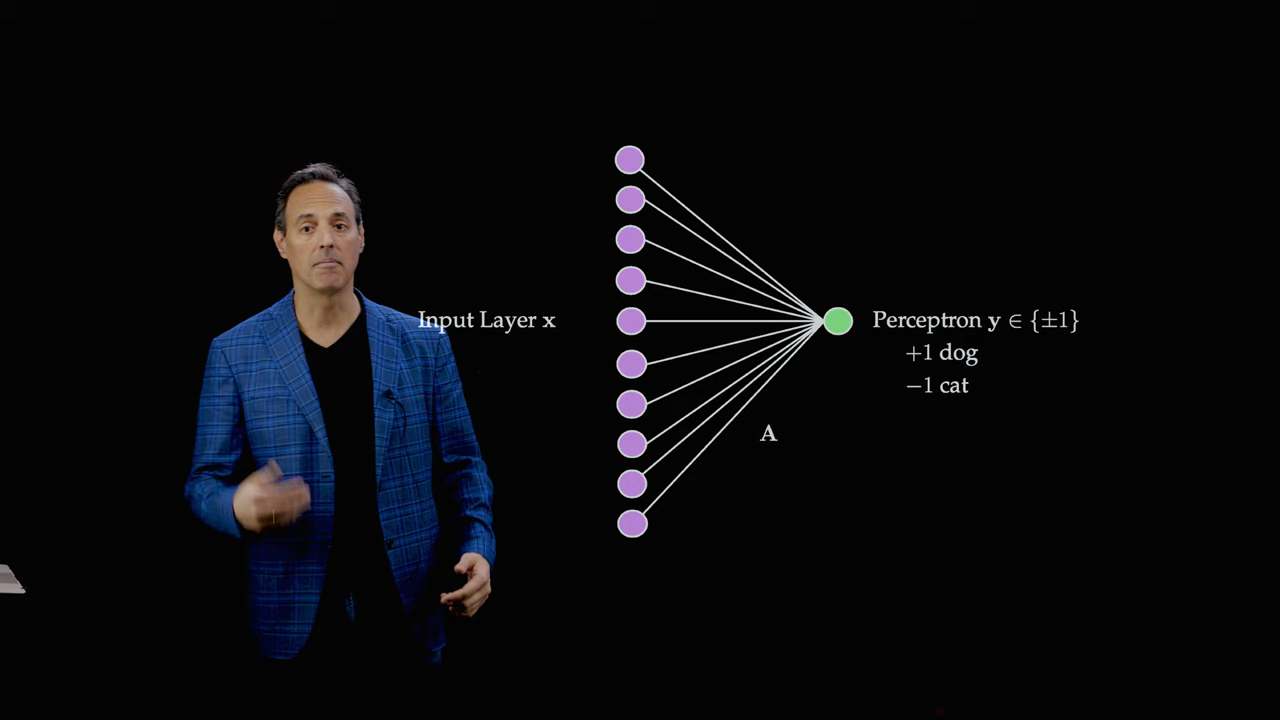 Input Layer x
Perceptron y ∈ {±1}
+1 dog
−1 cat
A